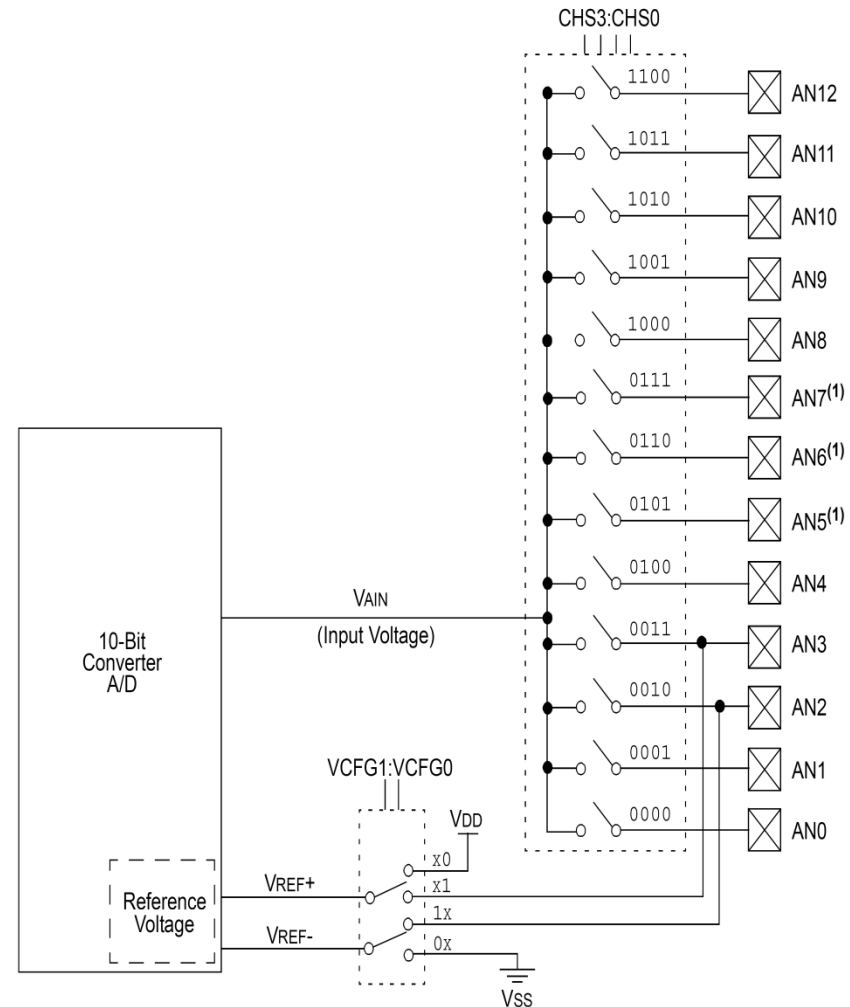 CHS3:CHS0
1100 AN12
1011 AN11
1010 AN10
1001 AN9
1000 AN8
0111 AN7(1)
0110 AN6(1)
0101 AN5(1)
0100 AN4
VAIN
(Input Voltage)
0011 AN3
10-Bit
Converter
A/D
0010 AN2
0001 AN1
VCFG1:VCFG0
0000 AN0
VDD
x0
VREF+
x1
Reference
Voltage
1x
VREF-
0x
VSS